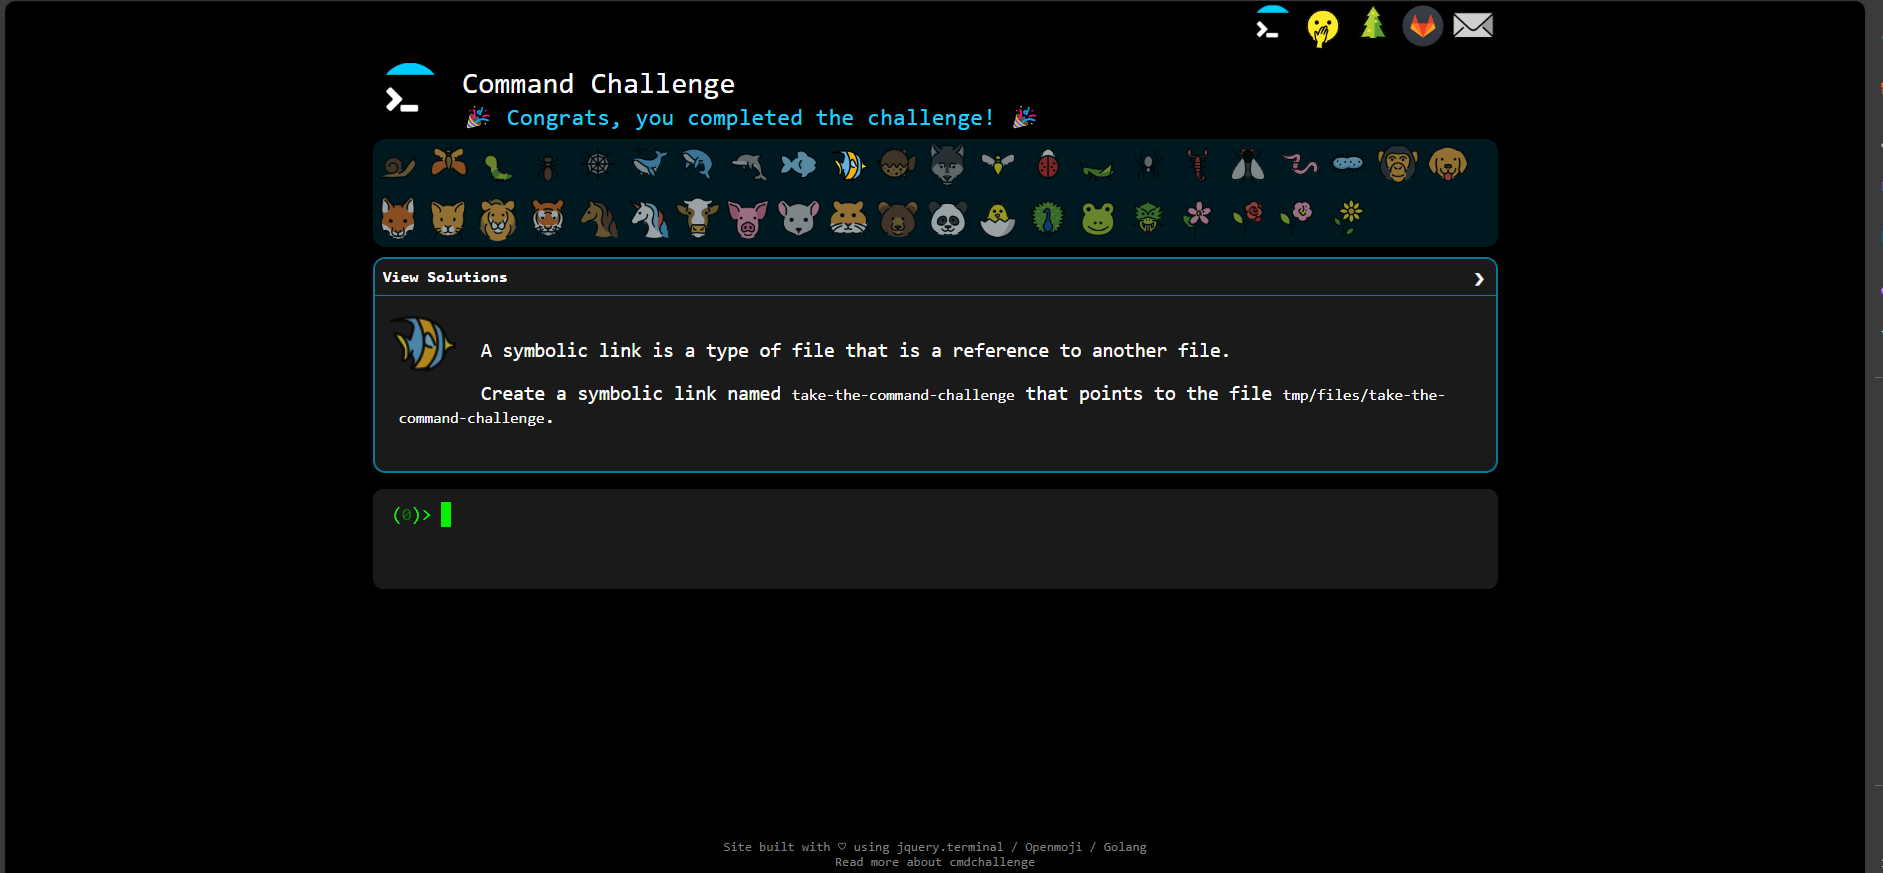 Command Challenge
Congrats, you completed the challenge!
View Solutions
A symbolic link is a type of file that is a reference to another file.
Create a symbolic link named take-the-command-challenge that points to the file tmp/files/take-the-
command-challenge.
(0)>
Site built with ♡ using jquery.terminal / Openmoji / Golang
Read more about cmdchallenge